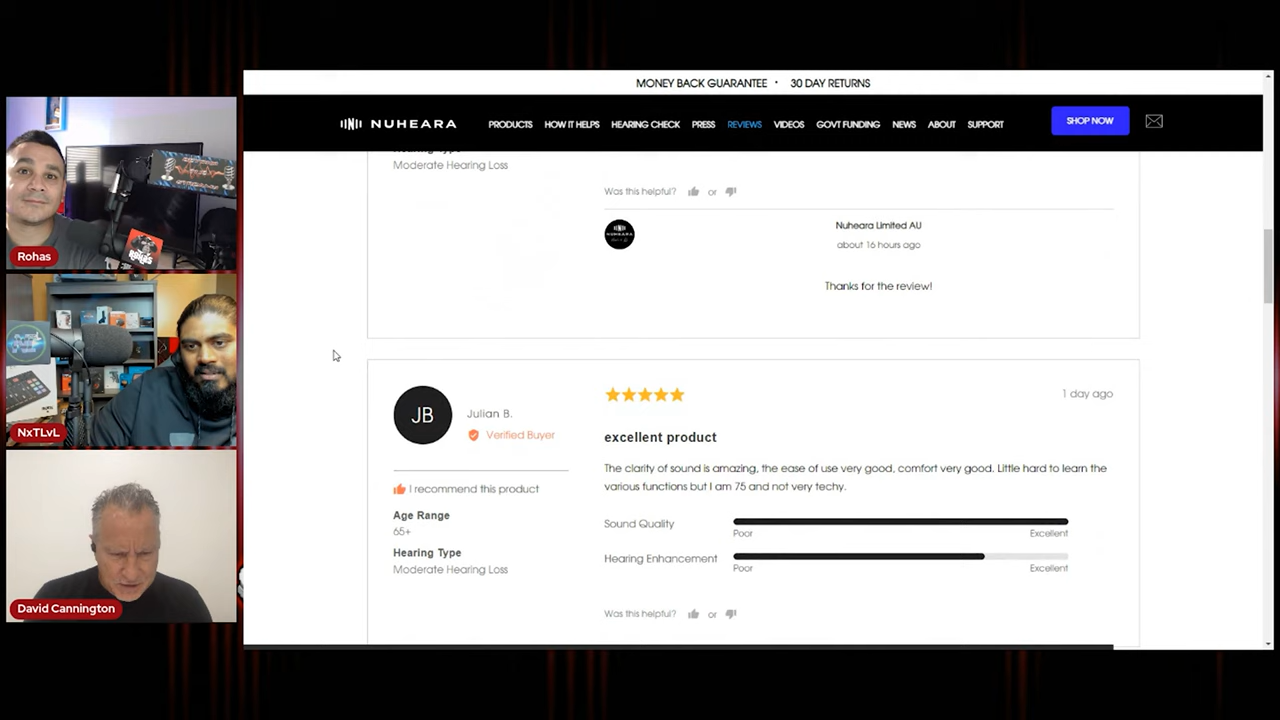 MONEY BACK GUARANTEE • 30 DAY RETURNS
NUHEARA
PRODUCTS HOW IT HELPS HEARING CHECK PRESS REVIEWS VIDEOS GOVT FUNDING NEWS ABOUT SUPPORT
SHOP NOW
Moderate Hearing Loss
Was this helpful? or
Nuheara Limited AU
about 16 hours ago
Thanks for the review!
JB
Julian B.
Verified Buyer
I recommend this product
Age Range
65+
Hearing Type
Moderate Hearing Loss
1 day ago
excellent product
The clarity of sound is amazing, the ease of use very good, comfort very good. Little hard to learn the
various functions but I am 75 and not very techy.
Sound Quality
Poor Excellent
Hearing Enhancement
Poor Excellent
Was this helpful? or
Rohas
NxTLvL
David Cannington